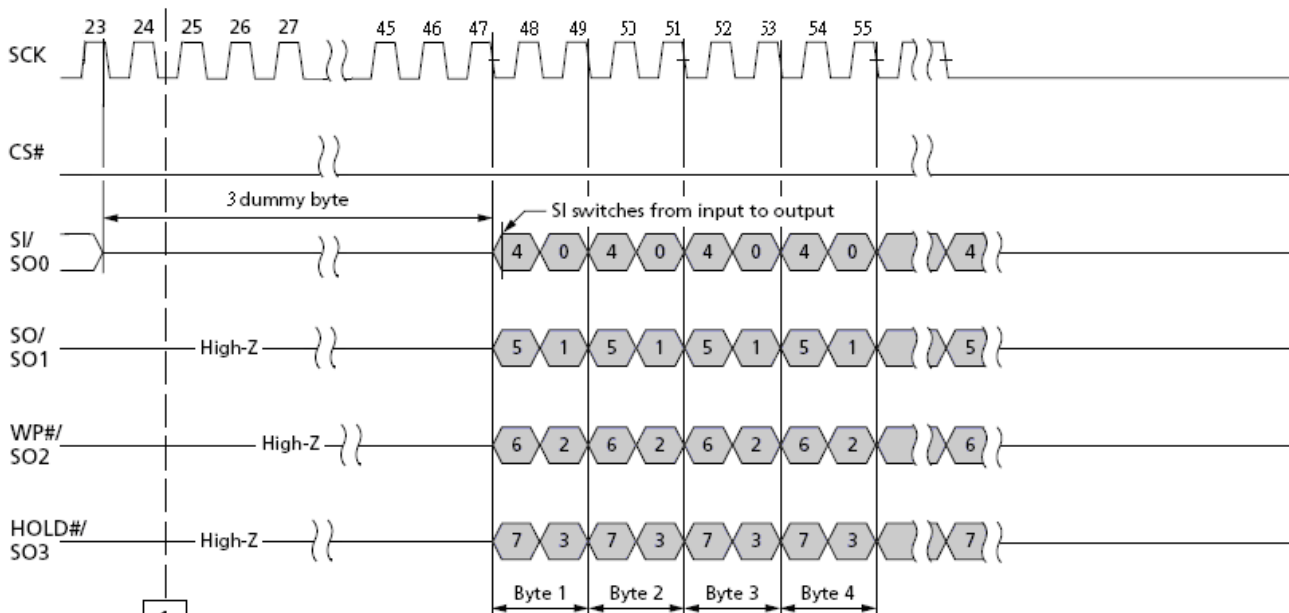 23 24 25 26 27 45 46 47 48 49 50 51 52 53 54 55
SCK
CS#
3 dummy byte
SI switches from input to output
SI/
SO0
4 0 4 0 4 0 4 0 4
SO/
SO1
High-Z
5 1 5 1 5 1 5 1 5
WP#/
SO2
High-Z
6 2 6 2 6 2 6 2 6
HOLD#/
SO3
High-Z
7 3 7 3 7 3 7 3 7
Byte 1 Byte 2 Byte 3 Byte 4